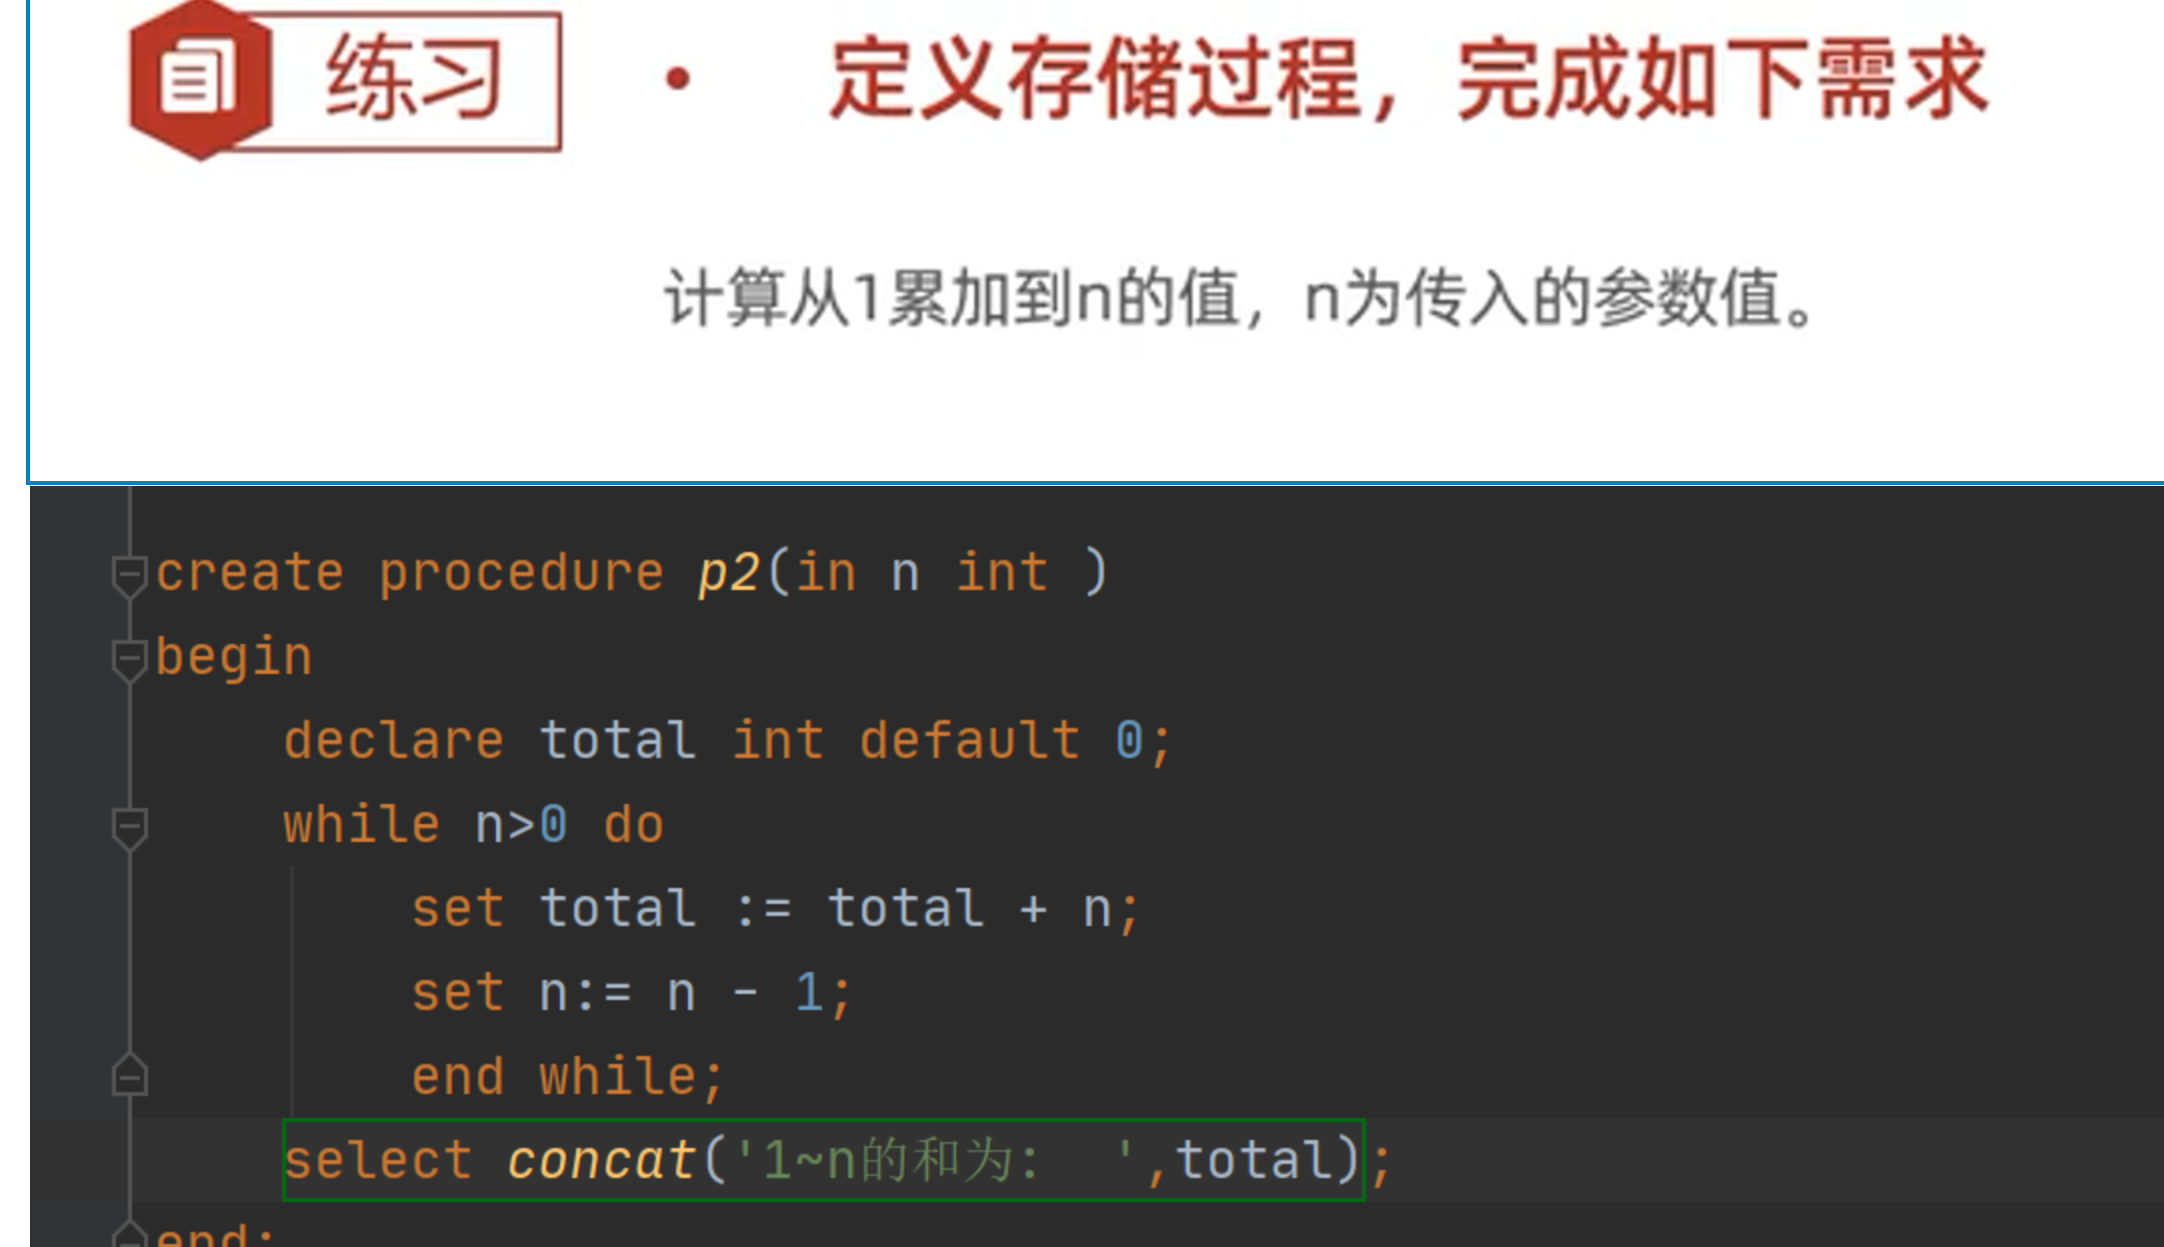 练习 • 定义存储过程，完成如下需求
计算从1累加到n的值，n为传入的参数值。
create procedure p2(in n int )
begin
declare total int default 0;
while n>0 do
set total := total + n;
set n:= n - 1;
end while;
select concat('1~n的和为： ',total);
end;